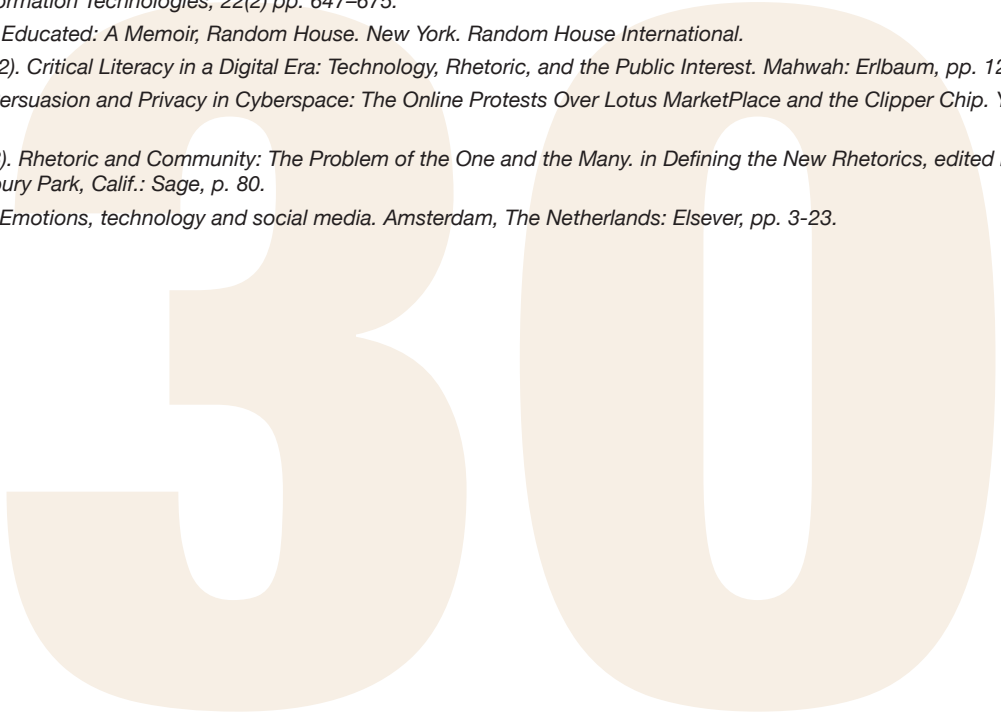 ormation Technologies, 22(2) pp. 647–675.
Educated: A Memoir, Random House. New York. Random House International.
2). Critical Literacy in a Digital Era: Technology, Rhetoric, and the Public Interest. Mahwah: Erlbaum, pp. 12
ersuasion and Privacy in Cyberspace: The Online Protests Over Lotus MarketPlace and the Clipper Chip. Y
). Rhetoric and Community: The Problem of the One and the Many. in Defining the New Rhetorics, edited
ury Park, Calif.: Sage, p. 80.
Emotions, technology and social media. Amsterdam, The Netherlands: Elsever, pp. 3-23.
30